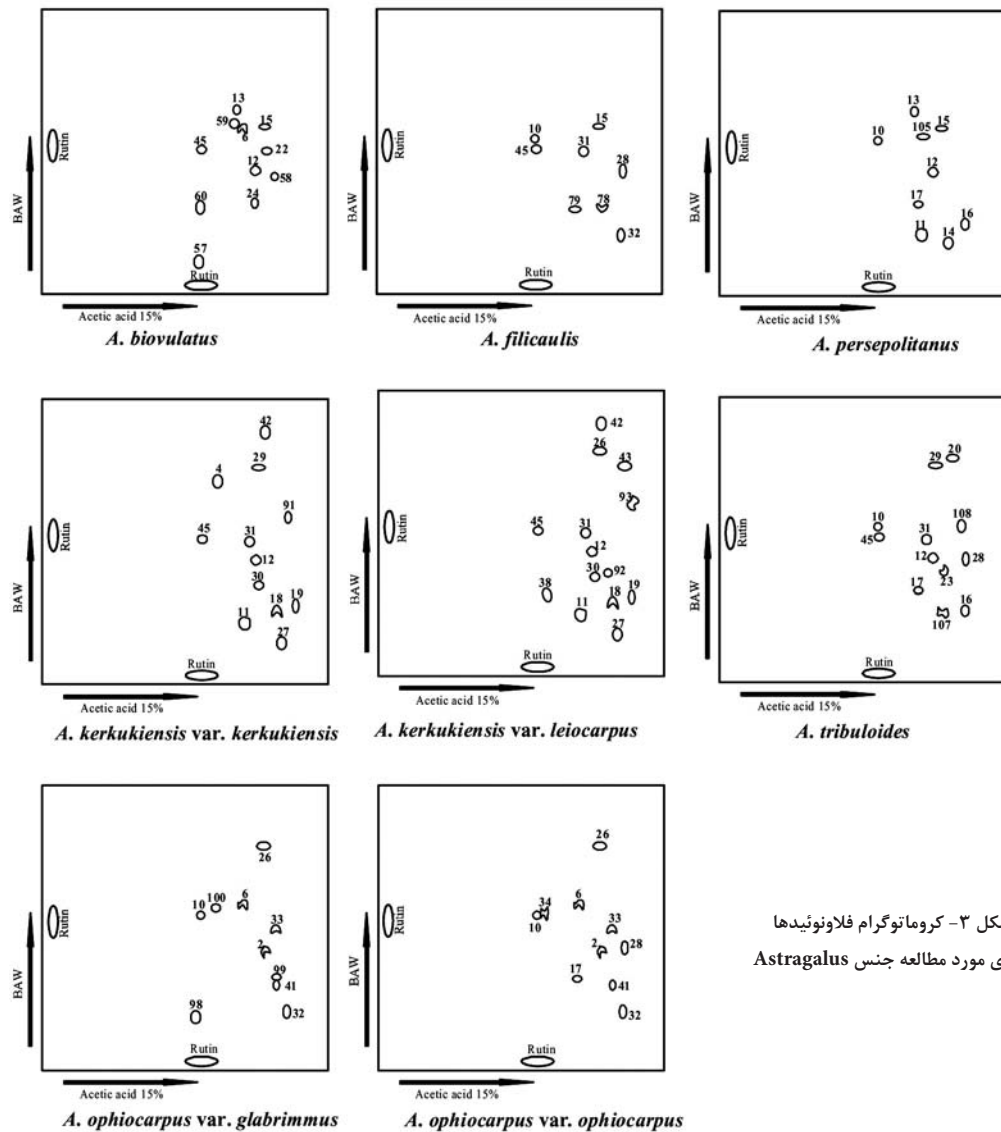 13
59
6
15
45
22
12
58
60
24
57
Rutin
Rutin
BAW
Acetic acid 15%
A. biovulatus
10
15
45
31
28
79
78
32
Rutin
Rutin
BAW
Acetic acid 15%
A. filicaulis
13
10
105
15
12
17
16
11
14
Rutin
Rutin
BAW
Acetic acid 15%
A. persepolitanus
42
29
4
91
45
31
12
30
18
19
11
27
Rutin
Rutin
BAW
Acetic acid 15%
A. kerkukiensis var. kerkukiensis
42
26
43
93
45
31
12
30
92
38
18
19
11
27
Rutin
Rutin
BAW
Acetic acid 15%
A. kerkukiensis var. leiocarpus
29
20
10
108
45
31
12
28
23
17
16
107
Rutin
Rutin
BAW
Acetic acid 15%
A. tribuloides
26
100
6
10
33
2
99
41
98
32
Rutin
Rutin
BAW
Acetic acid 15%
A. ophiocarpus var. glabrimmus
26
34
6
10
33
2
28
17
41
32
Rutin
Rutin
BAW
Acetic acid 15%
A. ophiocarpus var. ophiocarpus
۳- کروماتوگرام فلاونوئیدها
مورد مطالعه جنس Astragalus